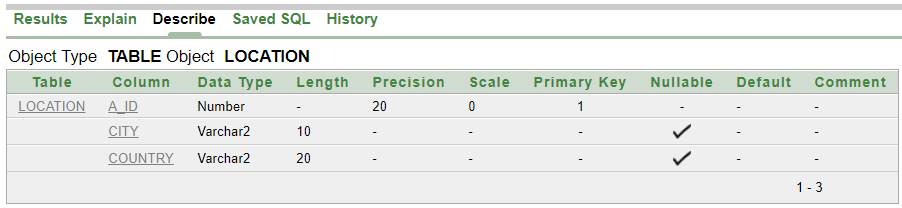 Results Explain Describe Saved SQL History
Object Type TABLE Object LOCATION
Table Column Data Type Length Precision Scale Primary Key Nullable Default Comment
LOCATION A_ID Number - 20 0 1 - - -
CITY Varchar2 10 - - - ✓ - -
COUNTRY Varchar2 20 - - - ✓ - -
1 - 3